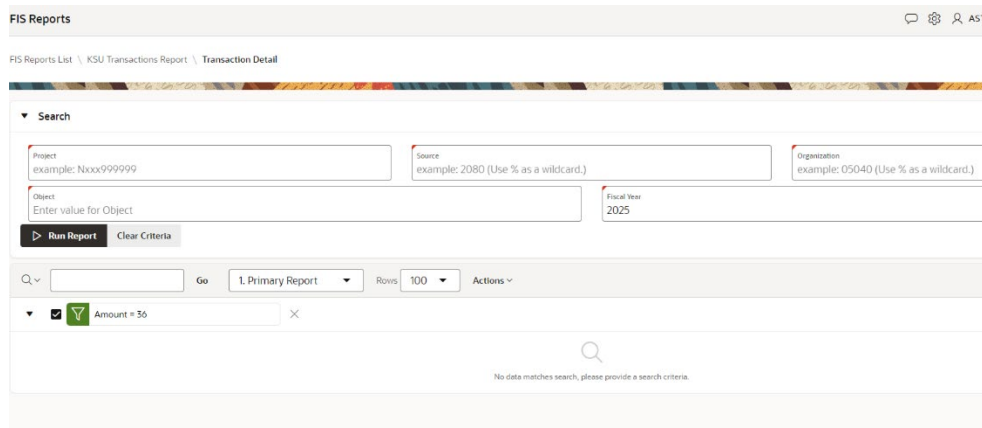 FIS Reports
FIS Reports List \ KSU Transactions Report \ Transaction Detail
Search
Project
example: Nxxx999999
Source
example: 2080 (Use % as a wildcard.)
Organization
example: 05040 (Use % as a wildcard.)
Object
Enter value for Object
Fiscal Year
2025
Run Report Clear Criteria
Go 1. Primary Report Rows 100 Actions
Amount = 36
No data matches search, please provide a search criteria.